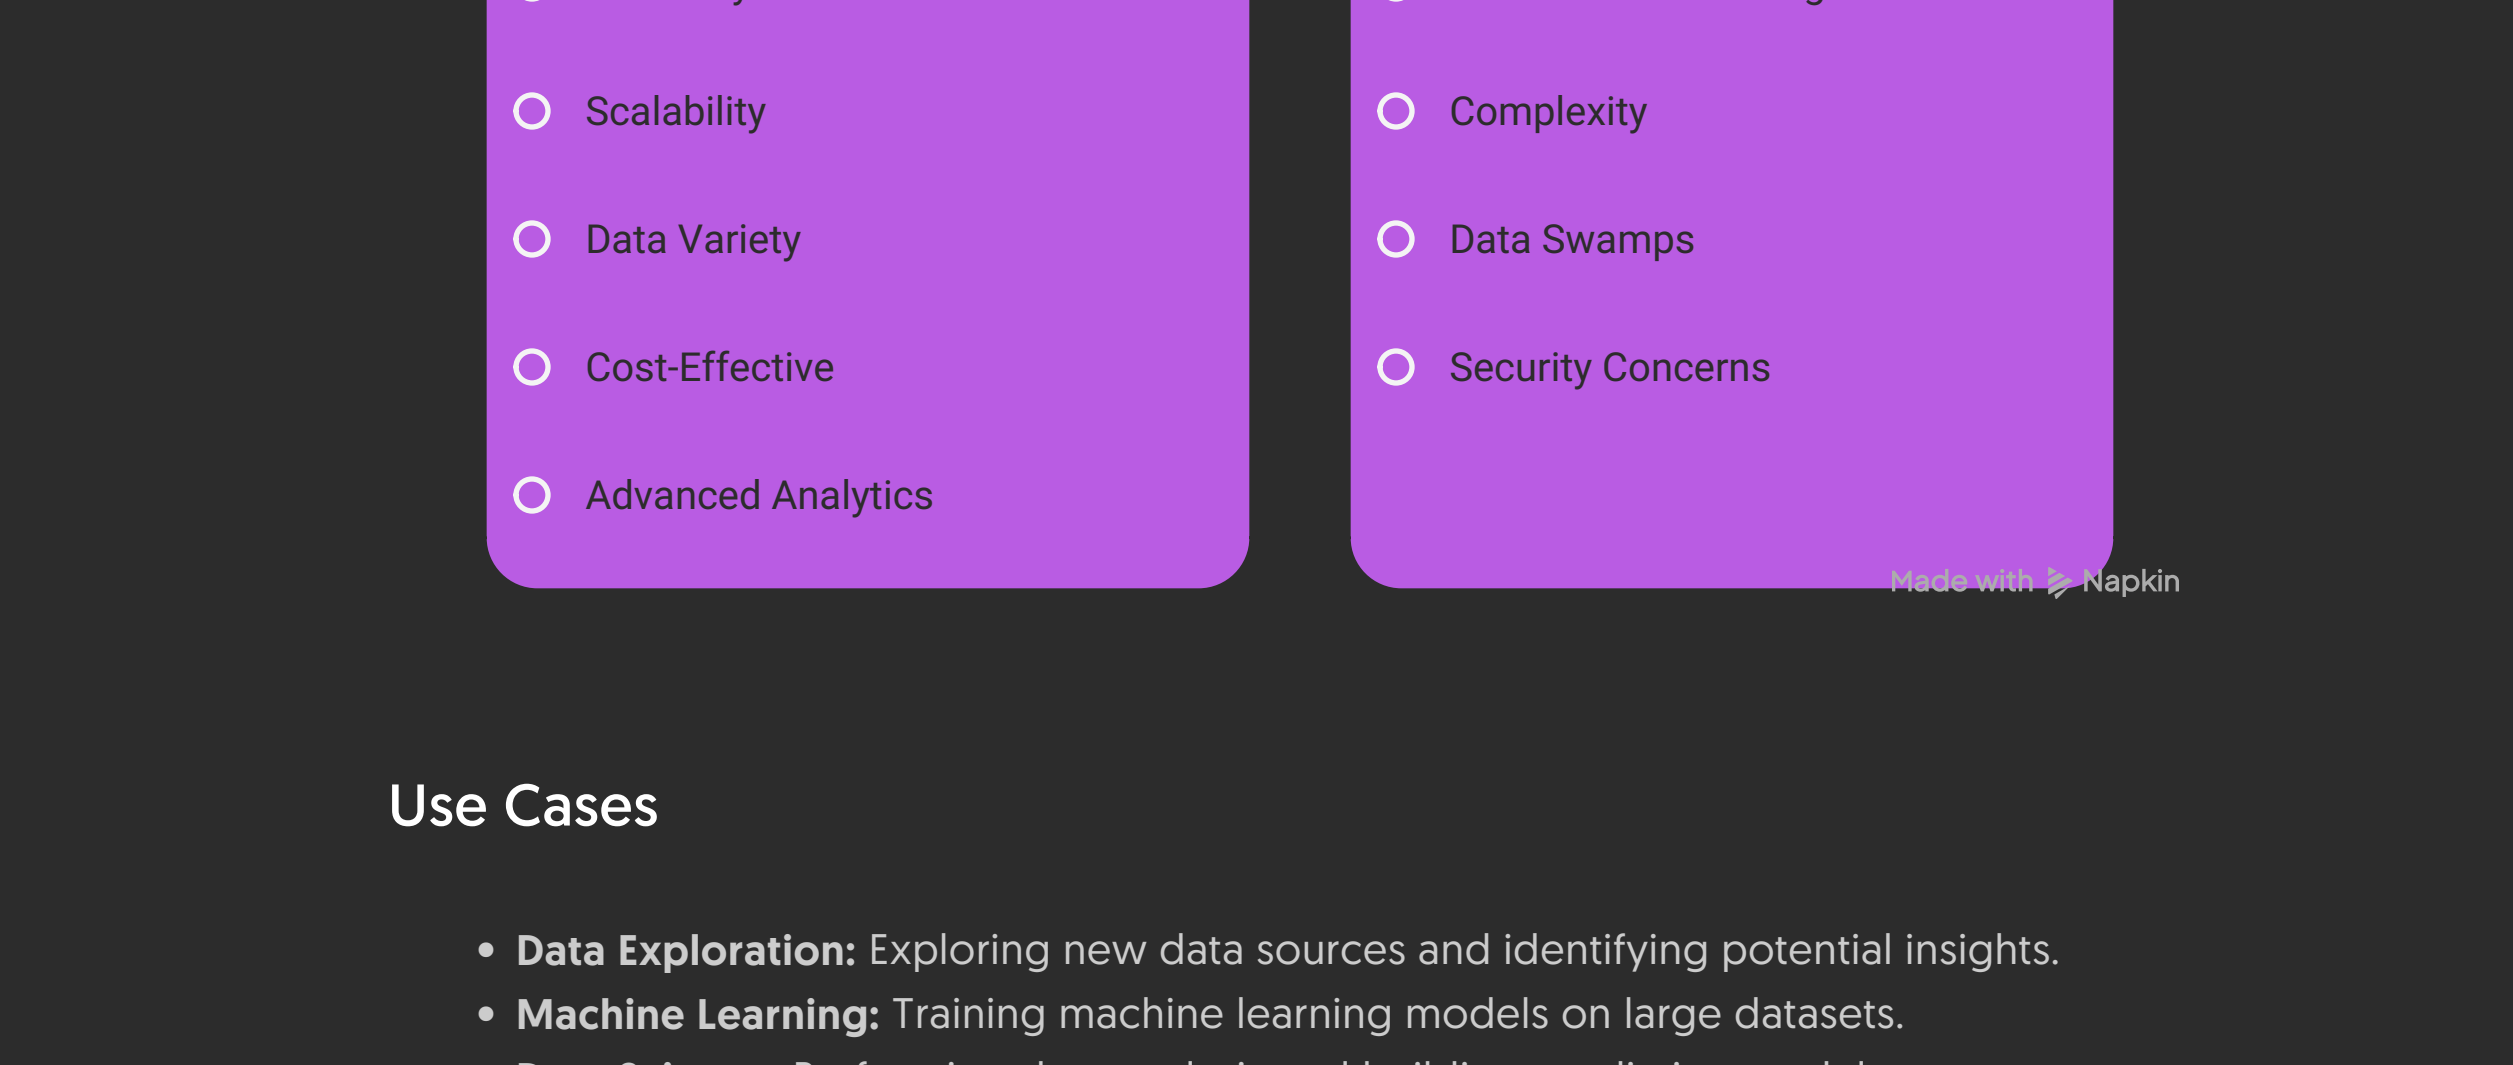 Scalability
Data Variety
Cost-Effective
Advanced Analytics
Complexity
Data Swamps
Security Concerns
Made with Napkin
Use Cases
• Data Exploration: Exploring new data sources and identifying potential insights.
• Machine Learning: Training machine learning models on large datasets.